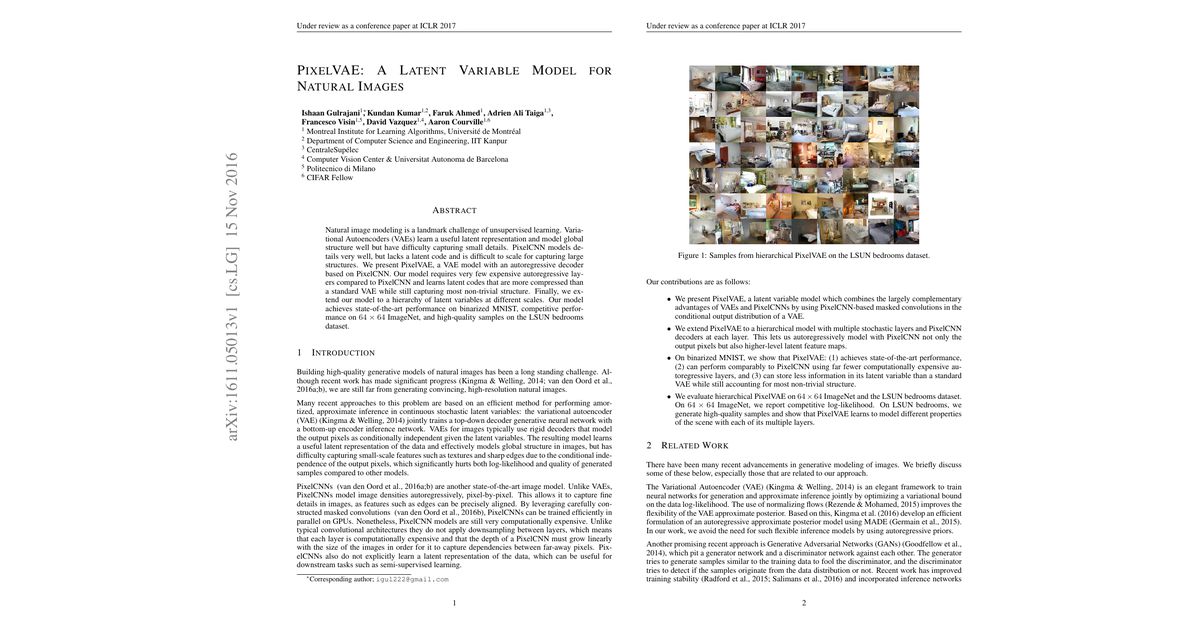 arXiv:1611.05013v1 [cs.LG] 15 Nov 2016
Under review as a conference paper at ICLR 2017
PIXELVAE: A LATENT VARIABLE MODEL FOR
NATURAL IMAGES
Ishaan Gulrajani1*, Kundan Kumar1,2, Faruk Ahmed1, Adrien Ali Taiga1,3,
Francesco Visin1,5, David Vazquez1,4, Aaron Courville1,6
1 Montreal Institute for Learning Algorithms, Université de Montréal
2 Department of Computer Science and Engineering, IIT Kanpur
3 CentraleSupélec
4 Computer Vision Center & Universitat Autonoma de Barcelona
5 Politecnico di Milano
6 CIFAR Fellow
ABSTRACT
Natural image modeling is a landmark challenge of unsupervised learning. Varia-
tional Autoencoders (VAEs) learn a useful latent representation and model global
structure well but have difficulty capturing small details. PixelCNN models de-
tails very well, but lacks a latent code and is difficult to scale for capturing large
structures. We present PixelVAE, a VAE model with an autoregressive decoder
based on PixelCNN. Our model requires very few expensive autoregressive lay-
ers compared to PixelCNN and learns latent codes that are more compressed than
a standard VAE while still capturing most non-trivial structure. Finally, we ex-
tend our model to a hierarchy of latent variables at different scales. Our model
achieves state-of-the-art performance on binarized MNIST, competitive perfor-
mance on 64 × 64 ImageNet, and high-quality samples on the LSUN bedrooms
dataset.
1 INTRODUCTION
Building high-quality generative models of natural images has been a long standing challenge. Al-
though recent work has made significant progress (Kingma & Welling, 2014; van den Oord et al.,
2016a;b), we are still far from generating convincing, high-resolution natural images.
Many recent approaches to this problem are based on an efficient method for performing amor-
tized, approximate inference in continuous stochastic latent variables: the variational autoencoder
(VAE) (Kingma & Welling, 2014) jointly trains a top-down decoder generative neural network with
a bottom-up encoder inference network. VAEs for images typically use rigid decoders that model
the output pixels as conditionally independent given the latent variables. The resulting model learns
a useful latent representation of the data and effectively models global structure in images, but has
difficulty capturing small-scale features such as textures and sharp edges due to the conditional inde-
pendence of the output pixels, which significantly hurts both log-likelihood and quality of generated
samples compared to other models.
PixelCNNs (van den Oord et al., 2016a;b) are another state-of-the-art image model. Unlike VAEs,
PixelCNNs model image densities autoregressively, pixel-by-pixel. This allows it to capture fine
details in images, as features such as edges can be precisely aligned. By leveraging carefully con-
structed masked convolutions (van den Oord et al., 2016b), PixelCNNs can be trained efficiently in
parallel on GPUs. Nonetheless, PixelCNN models are still very computationally expensive. Unlike
typical convolutional architectures they do not apply downsampling between layers, which means
that each layer is computationally expensive and that the depth of a PixelCNN must grow linearly
with the size of the images in order for it to capture dependencies between far-away pixels. Pix-
elCNNs also do not explicitly learn a latent representation of the data, which can be useful for
downstream tasks such as semi-supervised learning.
*Corresponding author; igul222@gmail.com
1
Under review as a conference paper at ICLR 2017
Figure 1: Samples from hierarchical PixelVAE on the LSUN bedrooms dataset.
Our contributions are as follows:
• We present PixelVAE, a latent variable model which combines the largely complementary
advantages of VAEs and PixelCNNs by using PixelCNN-based masked convolutions in the
conditional output distribution of a VAE.
• We extend PixelVAE to a hierarchical model with multiple stochastic layers and PixelCNN
decoders at each layer. This lets us autoregressively model with PixelCNN not only the
output pixels but also higher-level latent feature maps.
• On binarized MNIST, we show that PixelVAE: (1) achieves state-of-the-art performance,
(2) can perform comparably to PixelCNN using far fewer computationally expensive au-
toregressive layers, and (3) can store less information in its latent variable than a standard
VAE while still accounting for most non-trivial structure.
• We evaluate hierarchical PixelVAE on 64×64 ImageNet and the LSUN bedrooms dataset.
On 64 × 64 ImageNet, we report competitive log-likelihood. On LSUN bedrooms, we
generate high-quality samples and show that PixelVAE learns to model different properties
of the scene with each of its multiple layers.
2 RELATED WORK
There have been many recent advancements in generative modeling of images. We briefly discuss
some of these below, especially those that are related to our approach.
The Variational Autoencoder (VAE) (Kingma & Welling, 2014) is an elegant framework to train
neural networks for generation and approximate inference jointly by optimizing a variational bound
on the data log-likelihood. The use of normalizing flows (Rezende & Mohamed, 2015) improves the
flexibility of the VAE approximate posterior. Based on this, Kingma et al. (2016) develop an efficient
formulation of an autoregressive approximate posterior model using MADE (Germain et al., 2015).
In our work, we avoid the need for such flexible inference models by using autoregressive priors.
Another promising recent approach is Generative Adversarial Networks (GANs) (Goodfellow et al.,
2014), which pit a generator network and a discriminator network against each other. The generator
tries to generate samples similar to the training data to fool the discriminator, and the discriminator
tries to detect if the samples originate from the data distribution or not. Recent work has improved
training stability (Radford et al., 2015; Salimans et al., 2016) and incorporated inference networks
2